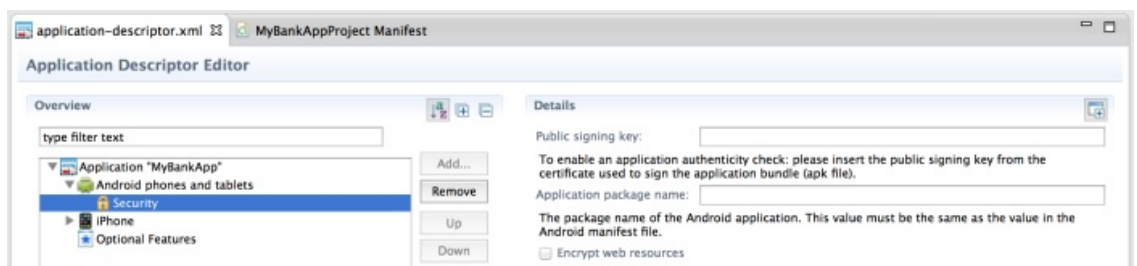 application-descriptor.xml MyBankAppProject Manifest
Application Descriptor Editor
Overview
type filter text
Application "MyBankApp"
Android phones and tablets
Security
iPhone
Optional Features
Add...
Remove
Up
Down
Details
Public signing key:
To enable an application authenticity check: please insert the public signing key from the
certificate used to sign the application bundle (apk file).
Application package name:
The package name of the Android application. This value must be the same as the value in the
Android manifest file.
Encrypt web resources